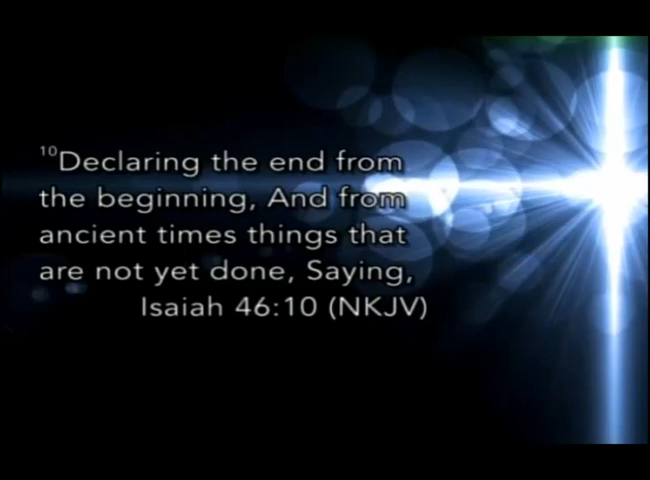 ¹⁰Declaring the end from
the beginning, And from
ancient times things that
are not yet done, Saying,
Isaiah 46:10 (NKJV)